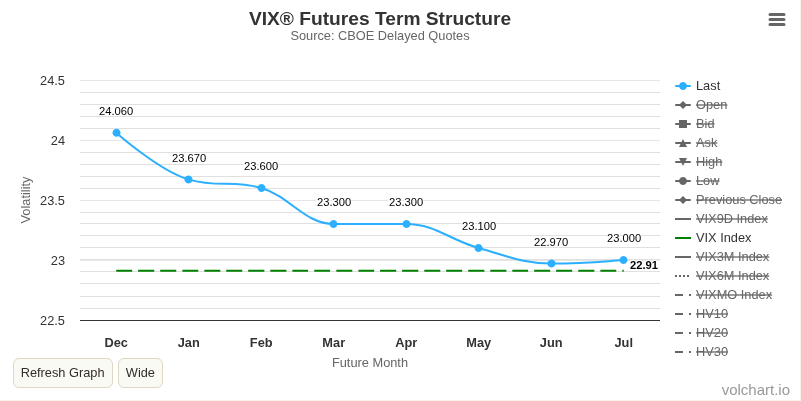 VIX® Futures Term Structure
Source: CBOE Delayed Quotes
24.5
24
23.5
23
22.5
Volatility
24.060
23.670
23.600
23.300
23.300
23.100
22.970
23.000
22.91
Dec
Jan
Feb
Mar
Apr
May
Jun
Jul
Future Month
Last
Open
Bid
Ask
High
Low
Previous Close
VIX9D Index
VIX Index
VIX3M Index
VIX6M Index
VIXMO Index
HV10
HV20
HV30
Refresh Graph
Wide
volchart.io